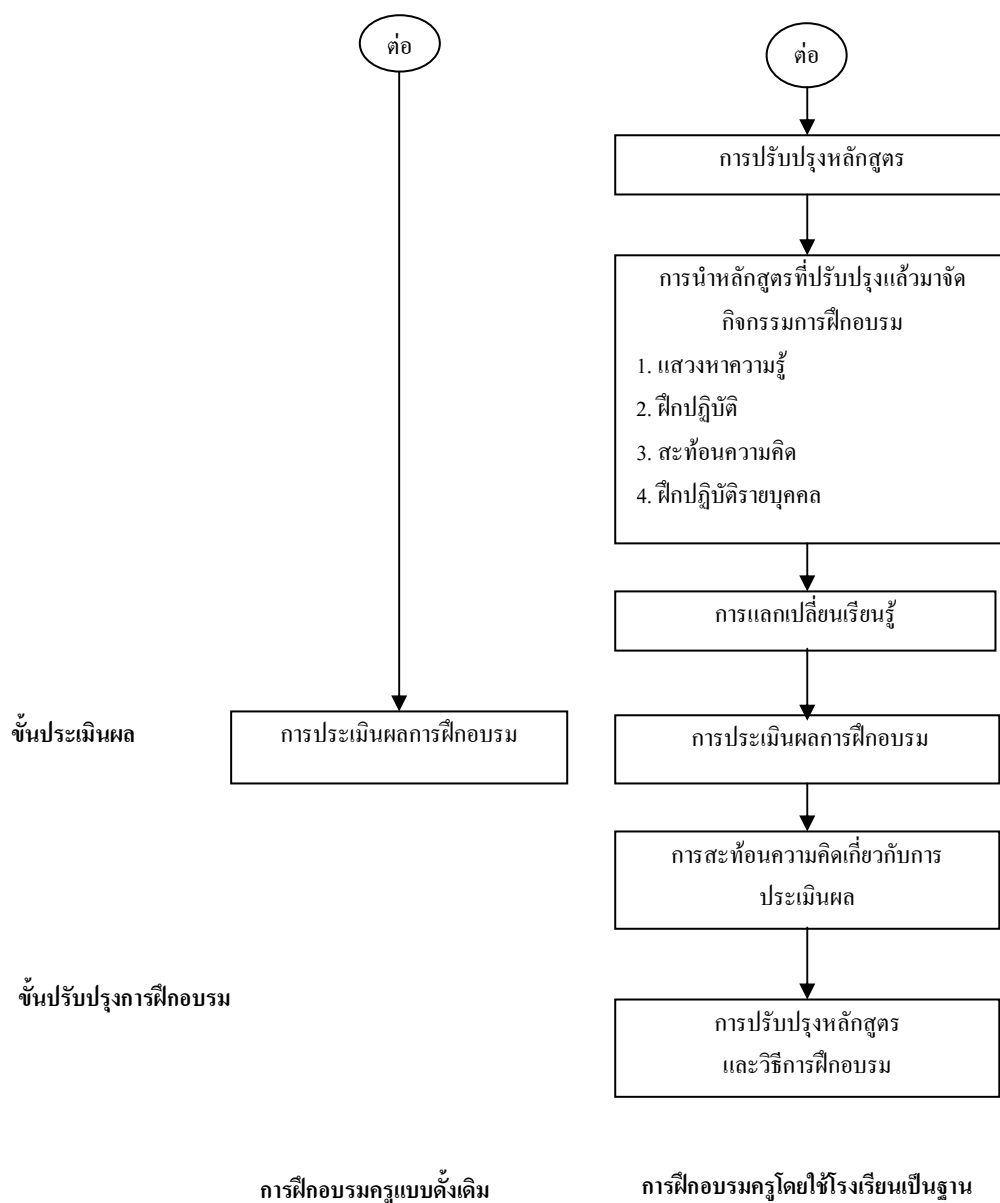 ต่อ
ต่อ
การปรับปรุงหลักสูตร
การนำหลักสูตรที่ปรับปรุงแล้วมาจัด
กิจกรรมการฝึกอบรม
1. แสวงหาความรู้
2. ฝึกปฏิบัติ
3. สะท้อนความคิด
4. ฝึกปฏิบัติรายบุคคล
การแลกเปลี่ยนเรียนรู้
ขั้นประเมินผล
การประเมินผลการฝึกอบรม
การประเมินผลการฝึกอบรม
การสะท้อนความคิดเกี่ยวกับการ
ประเมินผล
ขั้นปรับปรุงการฝึกอบรม
การปรับปรุงหลักสูตร
และวิธีการฝึกอบรม
การฝึกอบรมครูแบบดั้งเดิม
การฝึกอบรมครูโดยใช้โรงเรียนเป็นฐาน